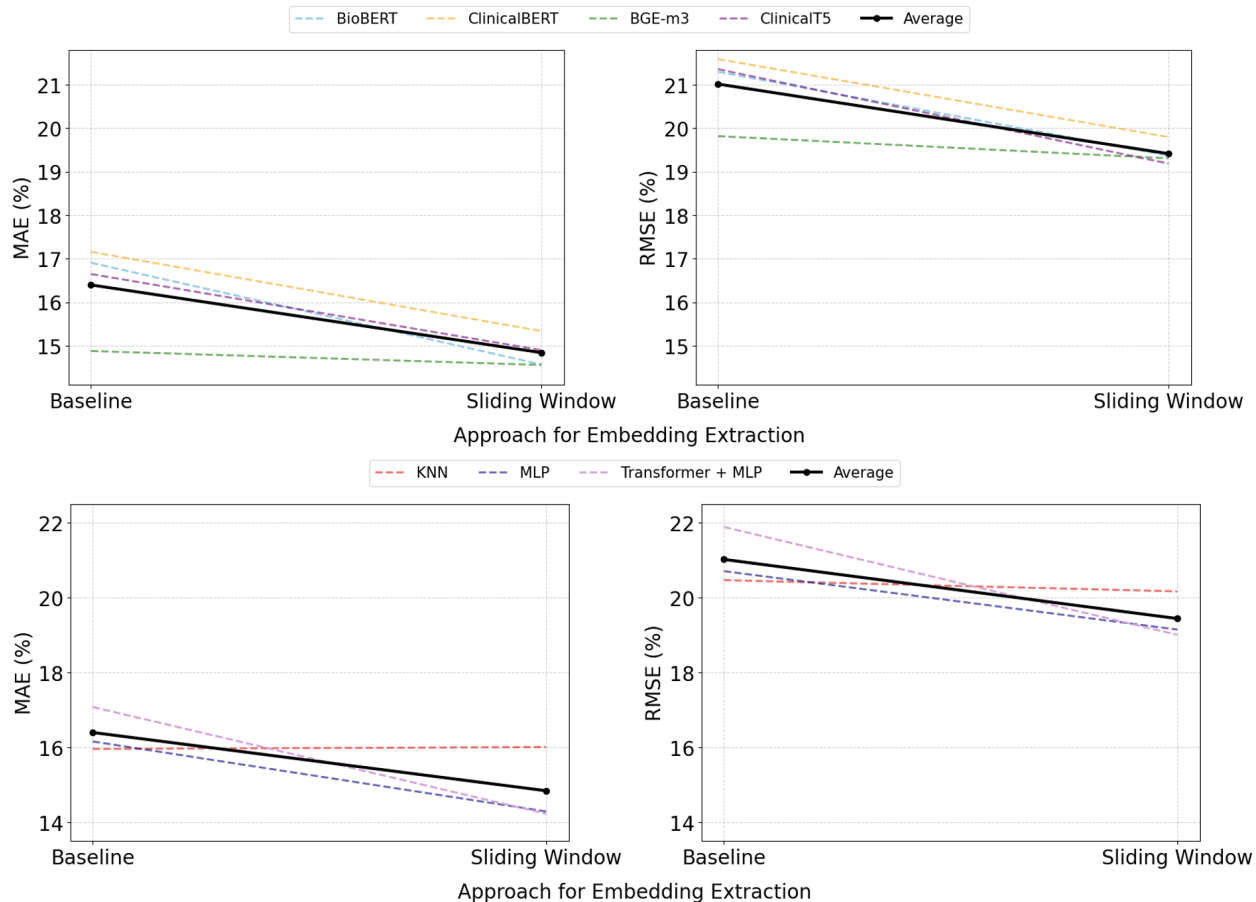 BioBERT ClinicalBERT BGE-m3 ClinicalT5 Average
MAE (%)
21
20
19
18
17
16
15
Baseline Sliding Window
RMSE (%)
21
20
19
18
17
16
15
Baseline Sliding Window
Approach for Embedding Extraction
KNN MLP Transformer + MLP Average
MAE (%)
22
20
18
16
14
Baseline Sliding Window
RMSE (%)
22
20
18
16
14
Baseline Sliding Window
Approach for Embedding Extraction